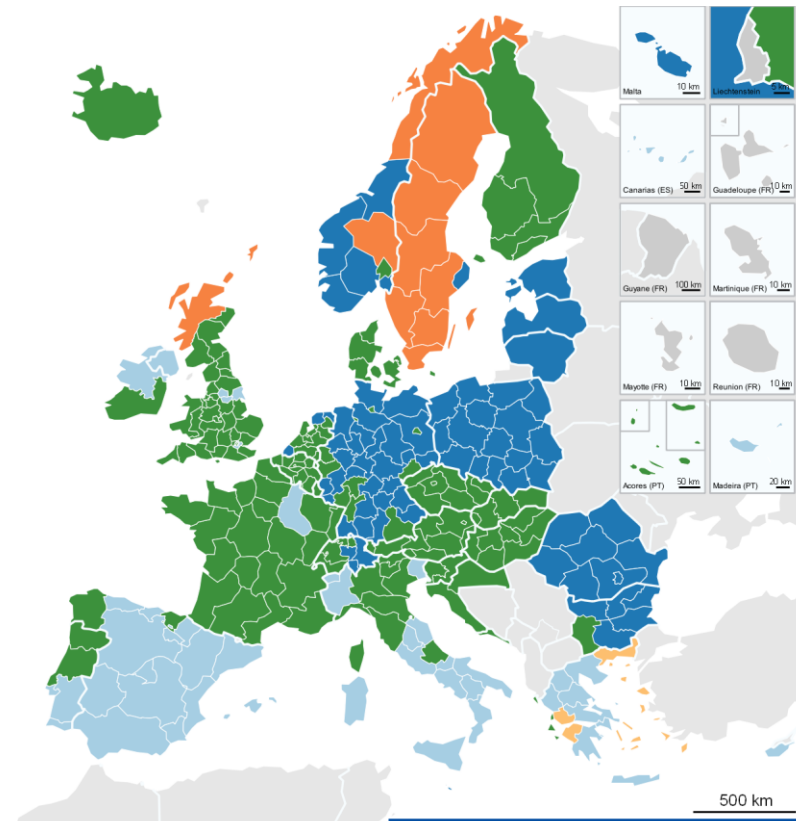 Malta
10 km
Liechtenstein
5 km
Canarias (ES)
50 km
Guadeloupe (FR)
10 km
Guyane (FR)
100 km
Martinique (FR)
10 km
Mayotte (FR)
10 km
Reunion (FR)
10 km
Acores (PT)
50 km
Madeira (PT)
20 km
500 km